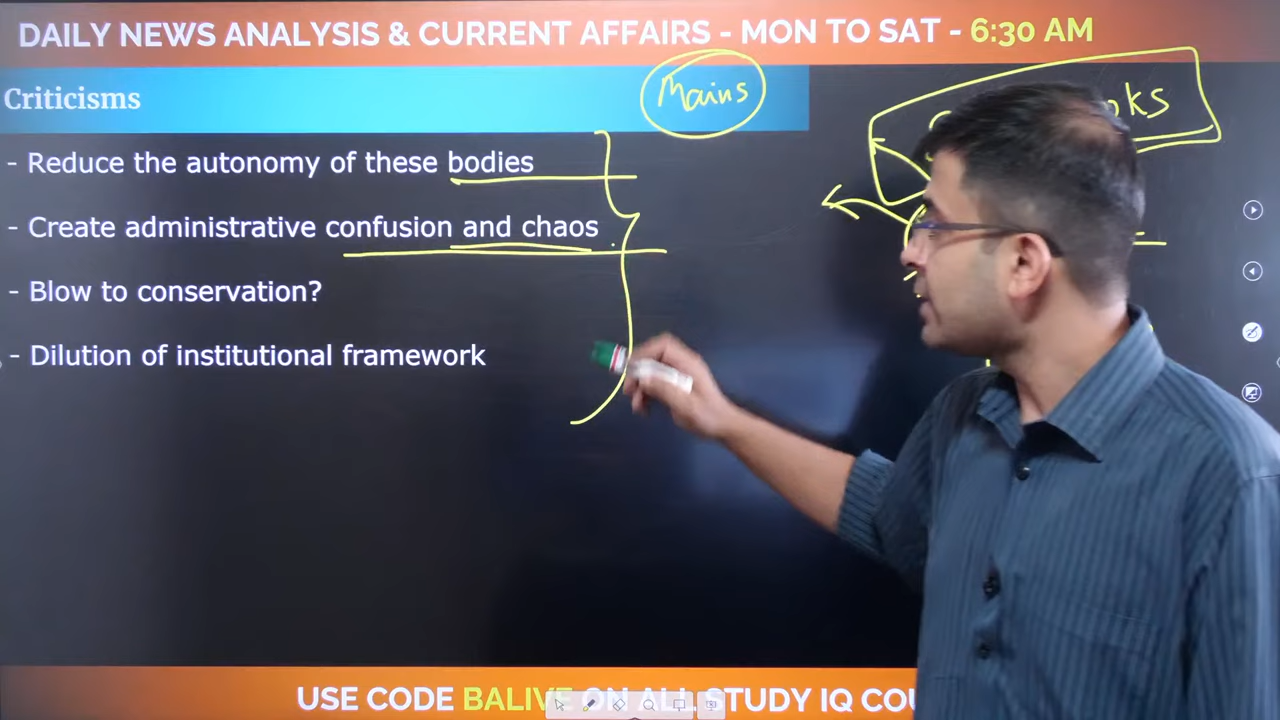 DAILY NEWS ANALYSIS & CURRENT AFFAIRS - MON TO SAT - 6:30 AM
Criticisms
Mains
- Reduce the autonomy of these bodies
- Create administrative confusion and chaos.
- Blow to conservation?
- Dilution of institutional framework
USE CODE BALIVE ON ALL STUDY IQ